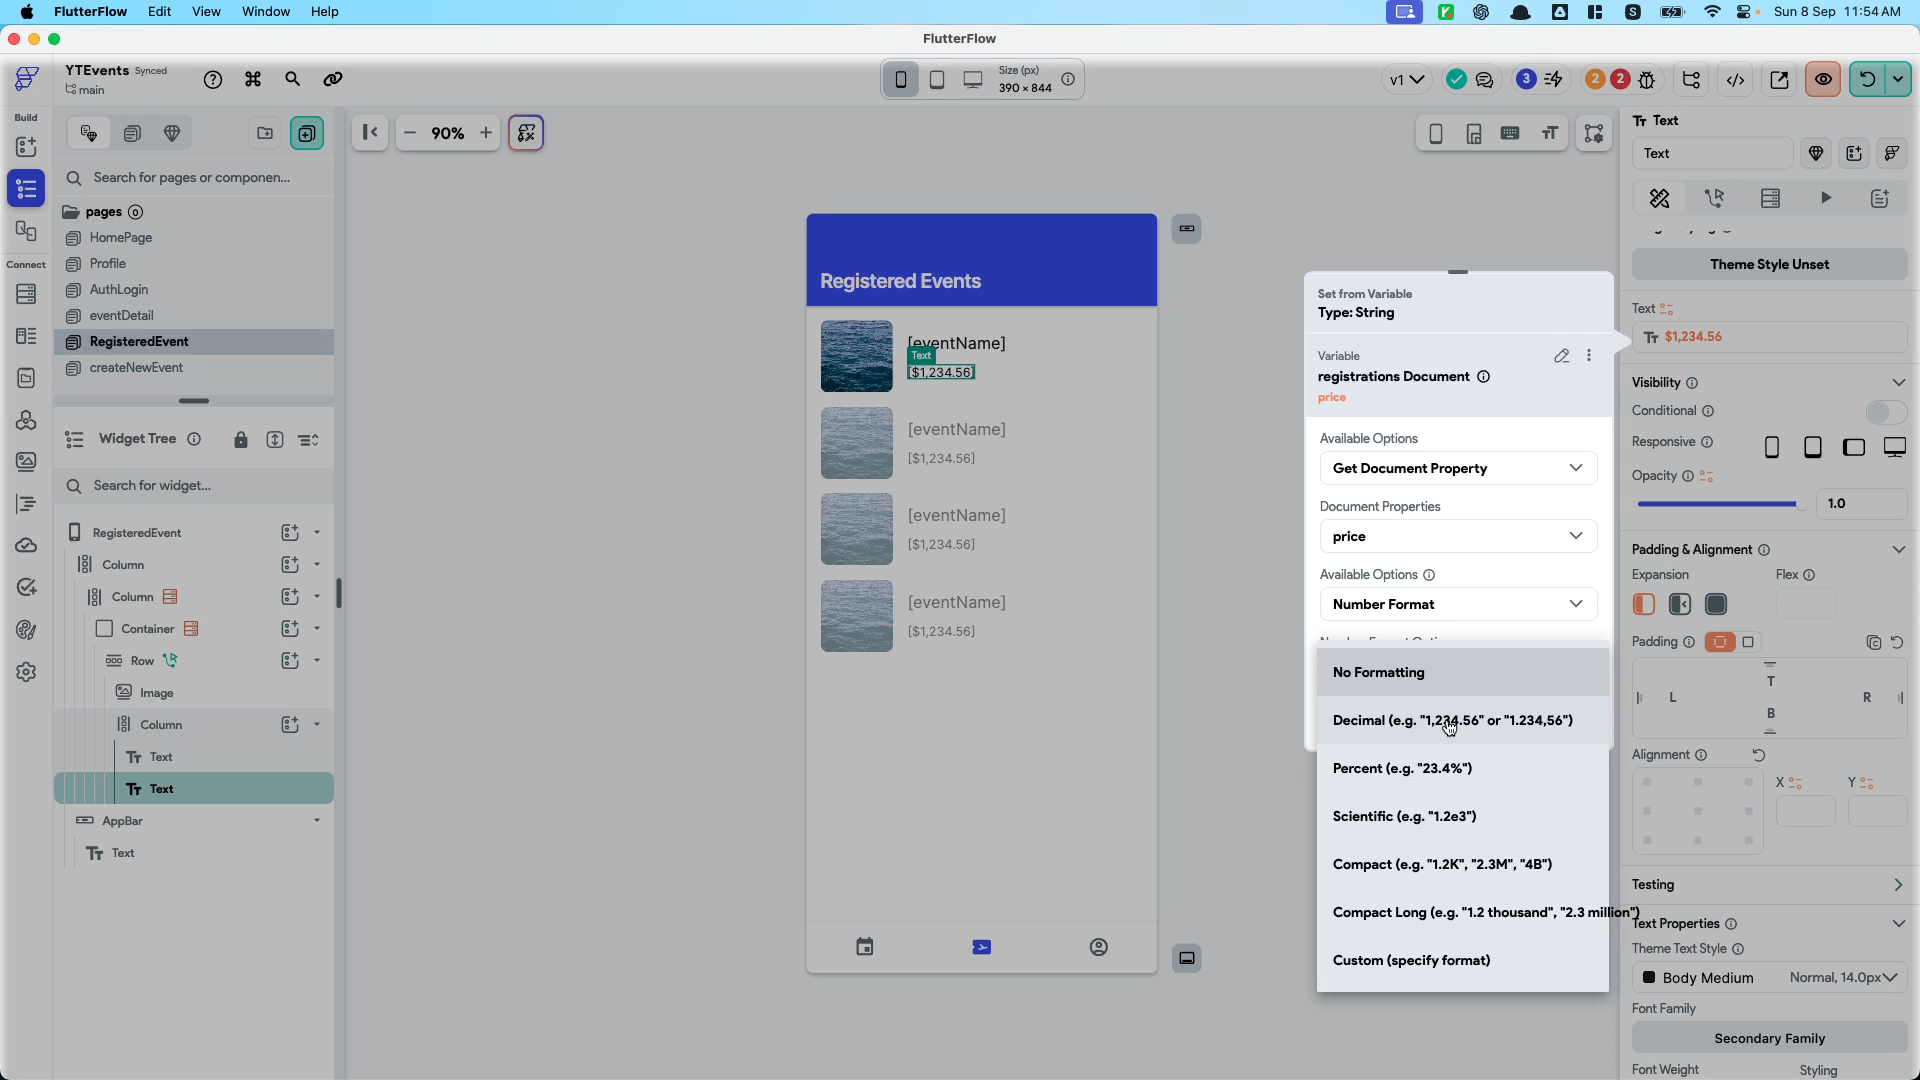 FlutterFlow Edit View Window Help
Sun 8 Sep 11:54 AM
FlutterFlow
YTEvents Synced
main
Size (px)
390 × 844
v1
3
2 2
Build
Connect
90%
Search for pages or componen...
pages 0
HomePage
Profile
AuthLogin
eventDetail
RegisteredEvent
createNewEvent
Widget Tree
Search for widget...
RegisteredEvent
Column
Column
Container
Row
Image
Column
Text
Text
AppBar
Text
Registered Events
[eventName]
Text
[$1,234.56]
[eventName]
[$1,234.56]
[eventName]
[$1,234.56]
[eventName]
[$1,234.56]
Set from Variable
Type: String
Variable
registrations Document
price
Available Options
Get Document Property
Document Properties
price
Available Options
Number Format
No Formatting
Decimal (e.g. "1,234.56" or "1.234,56")
Percent (e.g. "23.4%")
Scientific (e.g. "1.2e3")
Compact (e.g. "1.2K", "2.3M", "4B")
Compact Long (e.g. "1.2 thousand", "2.3 million")
Custom (specify format)
Text
Text
Theme Style Unset
Text
$1,234.56
Visibility
Conditional
Responsive
Opacity
1.0
Padding & Alignment
Expansion Flex
Padding
T
L R
B
Alignment X Y
Testing
Text Properties
Theme Text Style
Body Medium Normal, 14.0px
Font Family
Secondary Family
Font Weight Styling